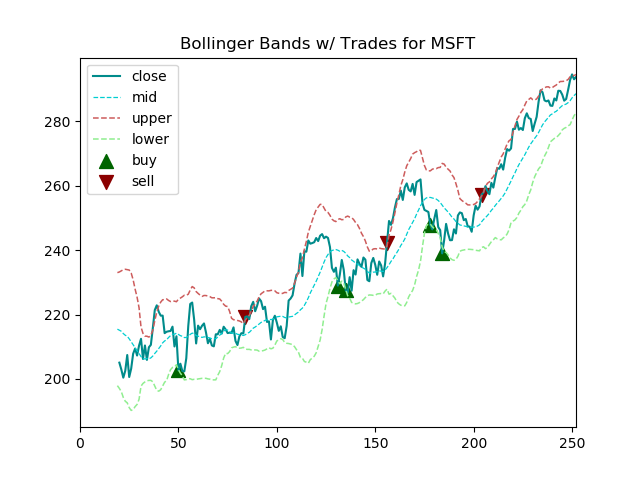 Bollinger Bands w/ Trades for MSFT
close
mid
upper
lower
buy
sell
280
260
240
220
200
0 50 100 150 200 250